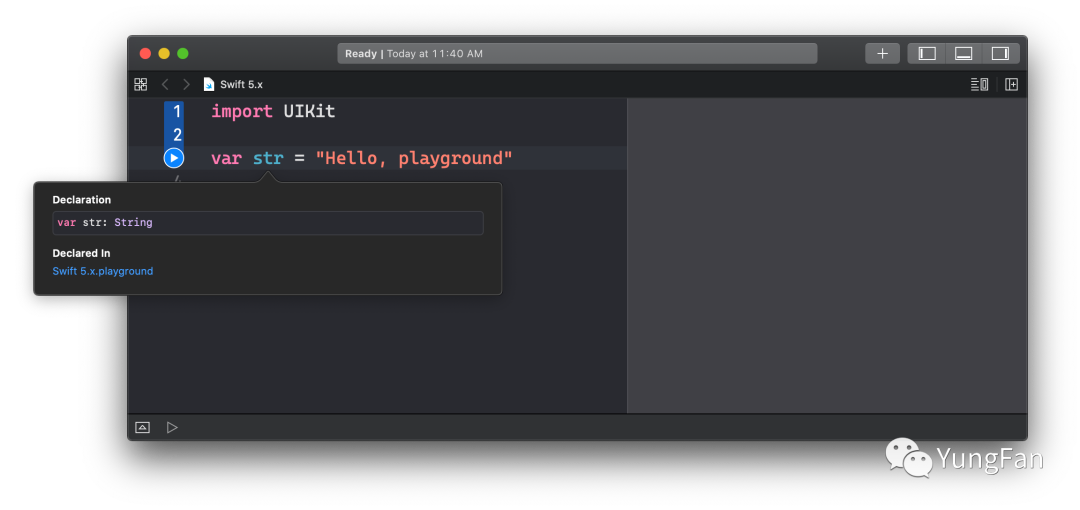 Ready | Today at 11:40 AM
Swift 5.x
1 import UIKit
2
var str = "Hello, playground"
Declaration
var str: String
Declared In
Swift 5.x.playground
YungFan